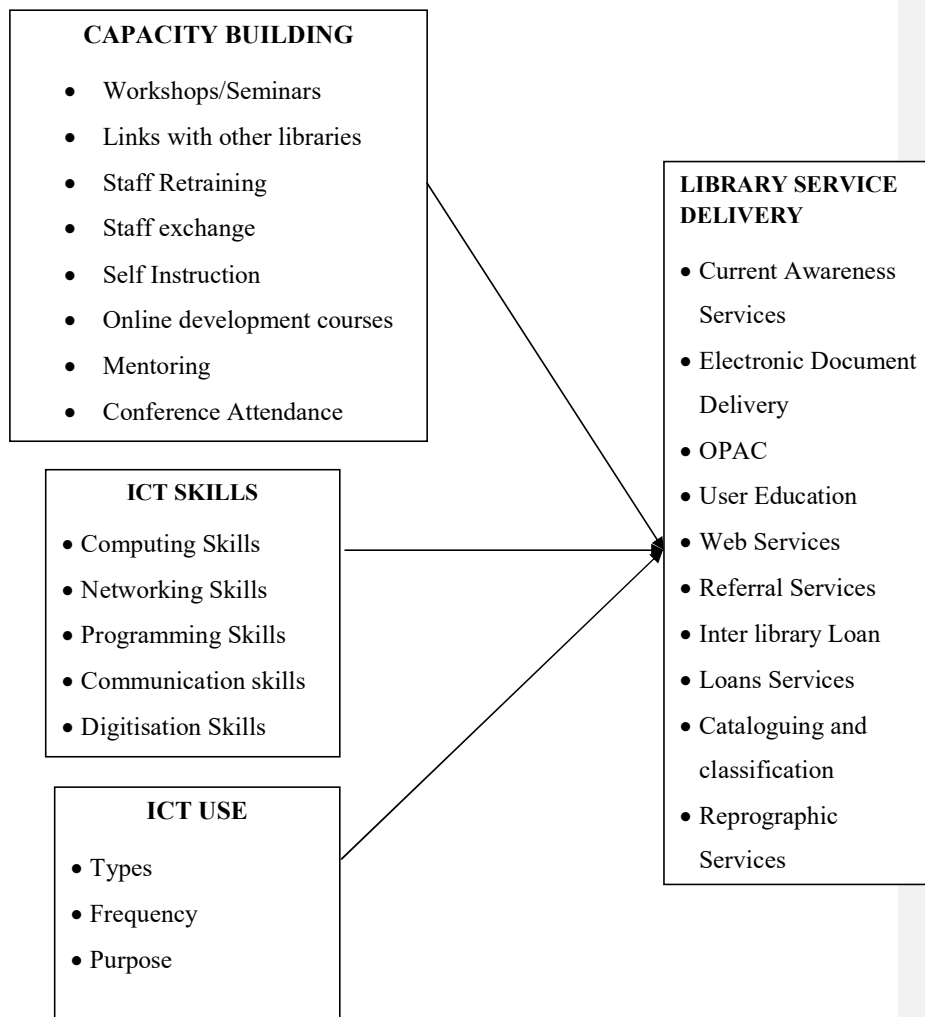 CAPACITY BUILDING
• Workshops/Seminars
• Links with other libraries
• Staff Retraining
• Staff exchange
• Self Instruction
• Online development courses
• Mentoring
• Conference Attendance
ICT SKILLS
• Computing Skills
• Networking Skills
• Programming Skills
• Communication skills
• Digitisation Skills
ICT USE
• Types
• Frequency
• Purpose
LIBRARY SERVICE
DELIVERY
• Current Awareness
Services
• Electronic Document
Delivery
• OPAC
• User Education
• Web Services
• Referral Services
• Inter library Loan
• Loans Services
• Cataloguing and
classification
• Reprographic
Services